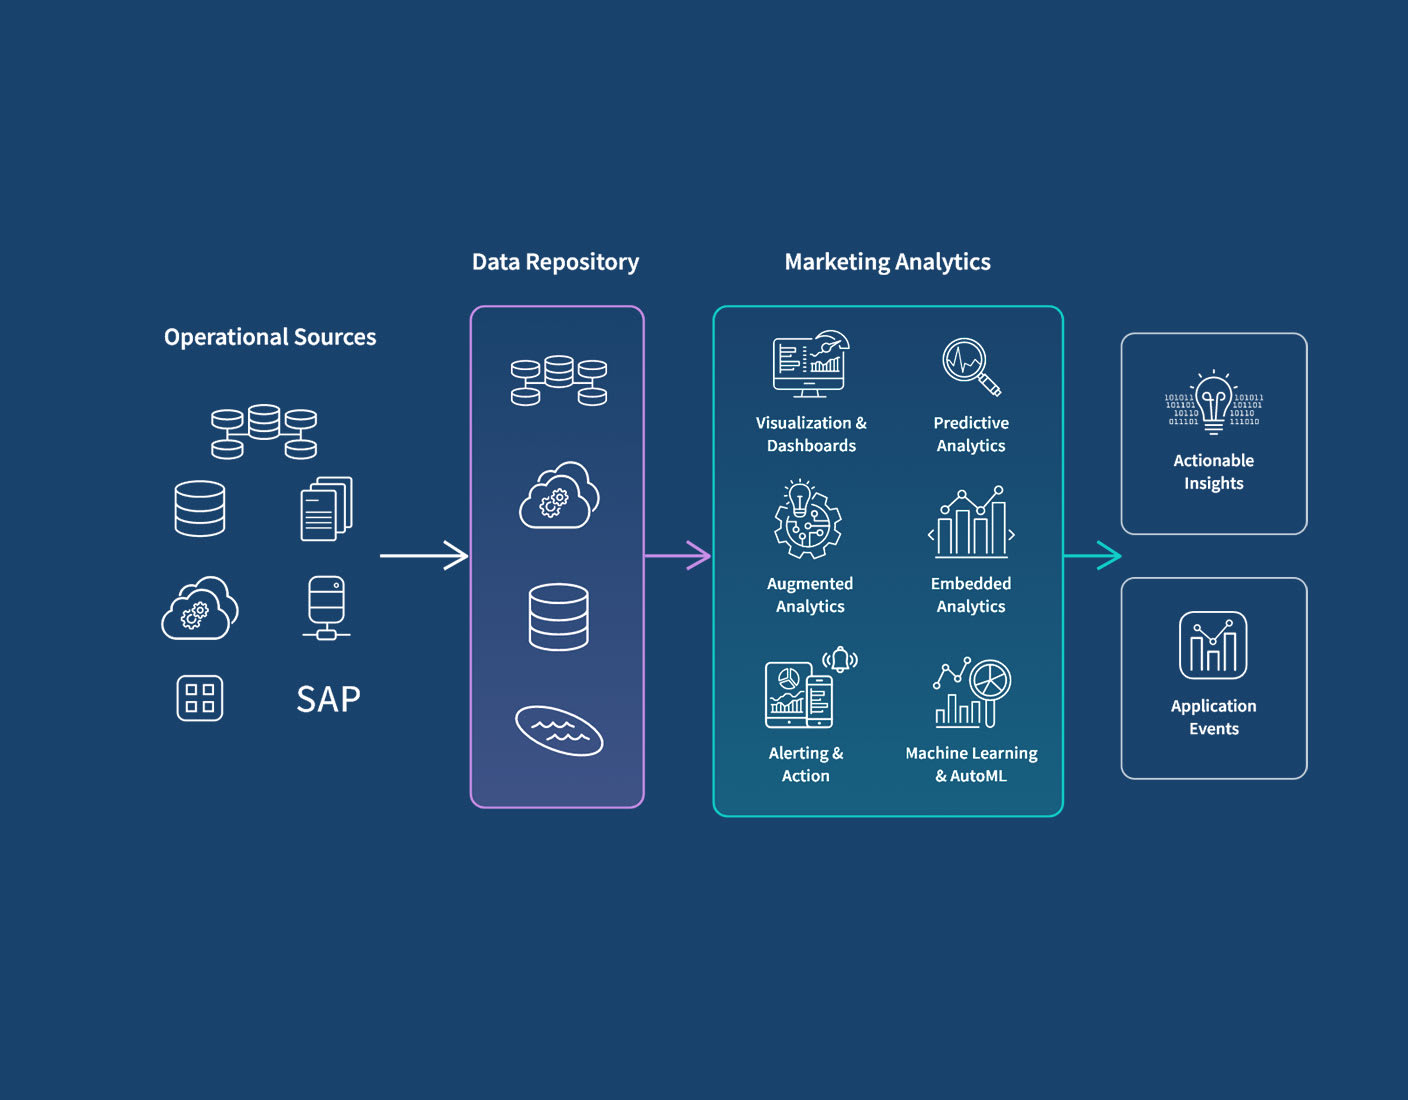 Data Repository
Marketing Analytics
Operational Sources
SAP
Visualization &
Dashboards
Predictive
Analytics
Augmented
Analytics
Embedded
Analytics
Alerting &
Action
Machine Learning
& AutoML
101011
101101
10110
011101
101011
110101
10110
111010
Actionable
Insights
Application
Events